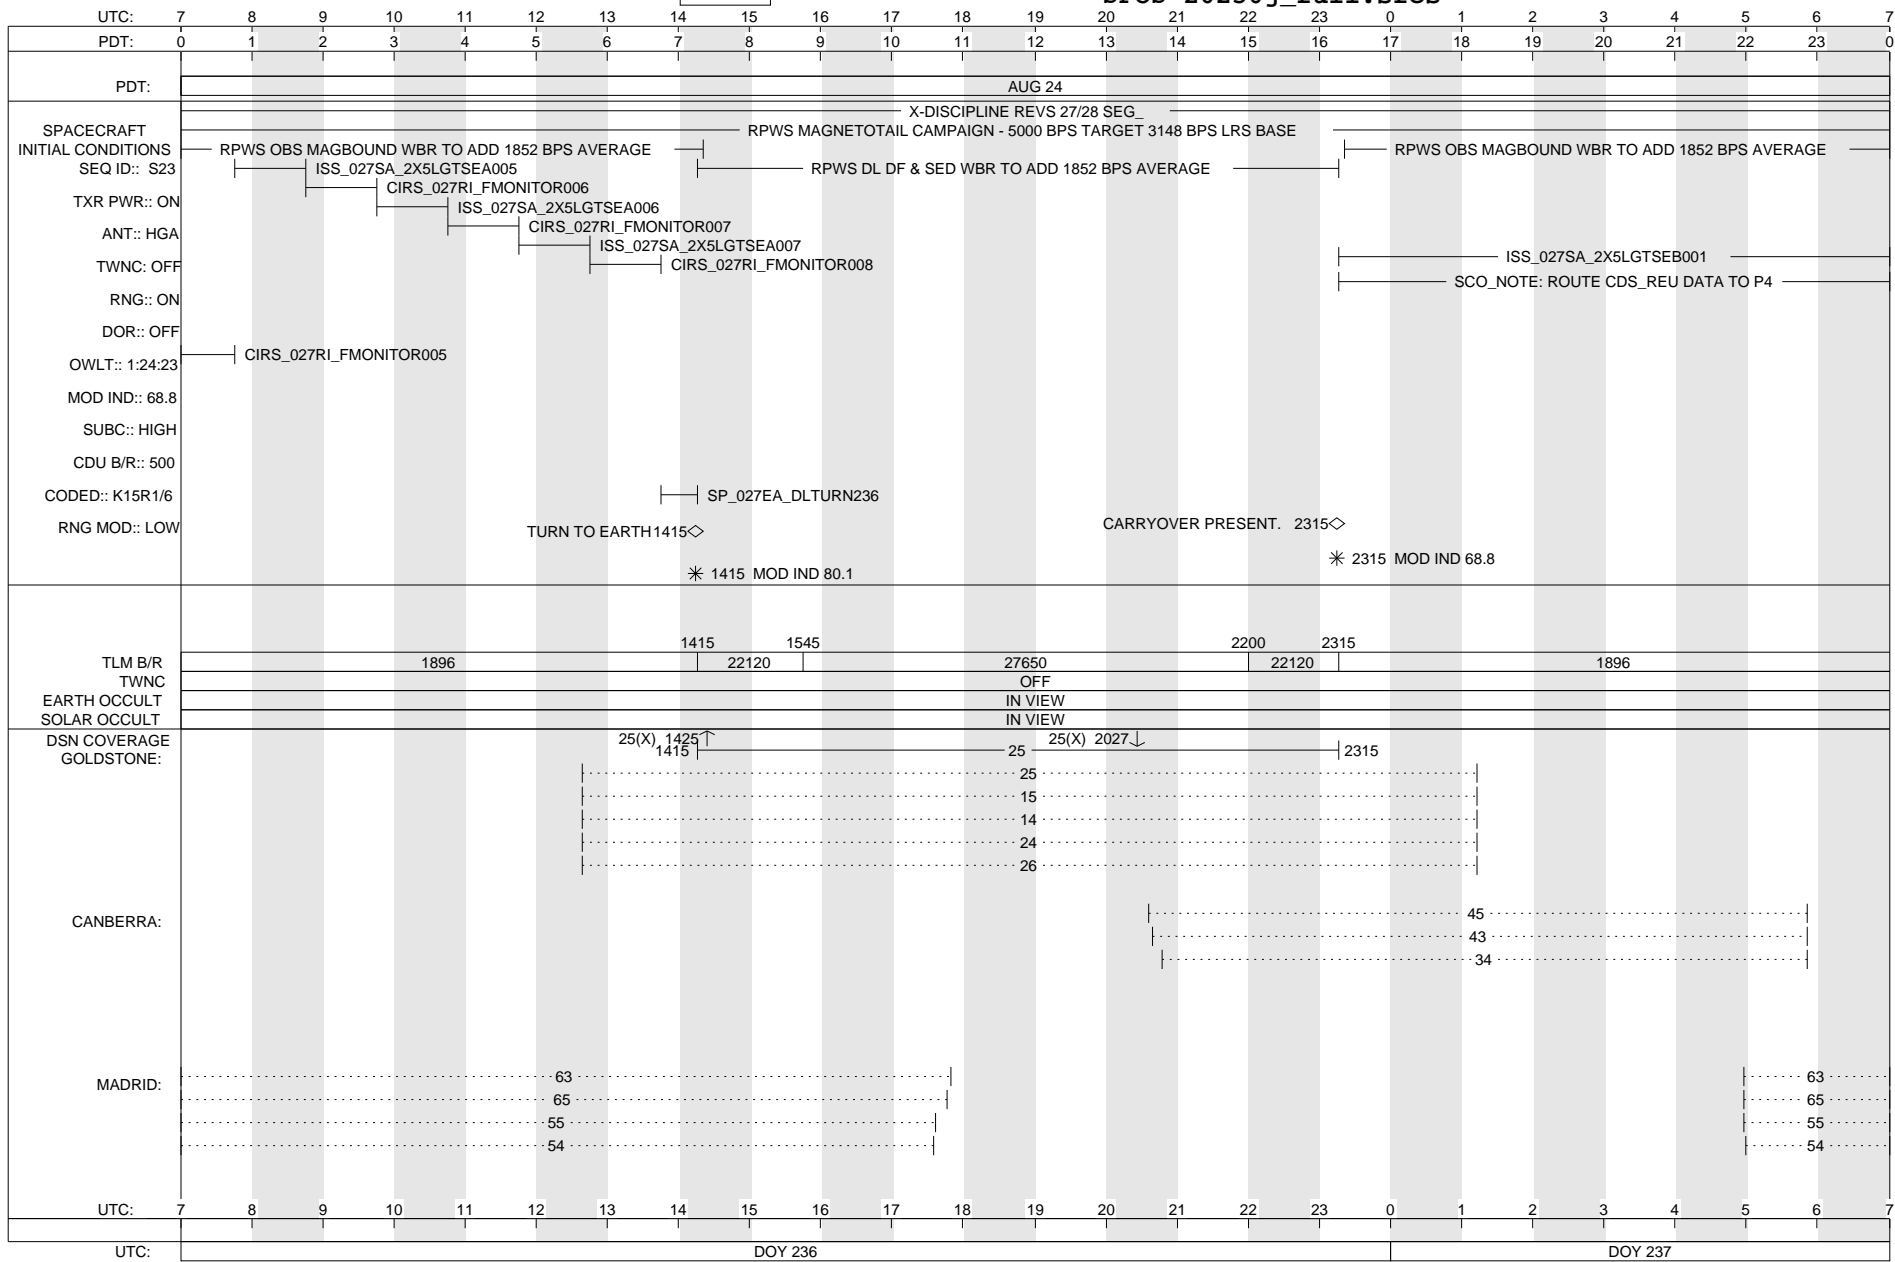 UTC: 7 8 9 10 11 12 13 14 15 16 17 18 19 20 21 22 23 0 1 2 3 4 5 6 7
PDT: 0 1 2 3 4 5 6 7 8 9 10 11 12 13 14 15 16 17 18 19 20 21 22 23 0
PDT: AUG 24
X-DISCIPLINE REVS 27/28 SEG_
SPACECRAFT RPWS MAGNETOTAIL CAMPAIGN - 5000 BPS TARGET 3148 BPS LRS BASE
INITIAL CONDITIONS RPWS OBS MAGBOUND WBR TO ADD 1852 BPS AVERAGE RPWS OBS MAGBOUND WBR TO ADD 1852 BPS AVERAGE
SEQ ID:: S23 ISS_027SA_2X5LGTSEA005 RPWS DL DF & SED WBR TO ADD 1852 BPS AVERAGE
CIRS_027RI_FMONITOR006
TXR PWR:: ON ISS_027SA_2X5LGTSEA006
CIRS_027RI_FMONITOR007
ANT:: HGA
ISS_027SA_2X5LGTSEA007
ISS_027SA_2X5LGTSEB001
TWNC: OFF CIRS_027RI_FMONITOR008
SCO_NOTE: ROUTE CDS_REU DATA TO P4
RNG:: ON
DOR:: OFF
CIRS_027RI_FMONITOR005
OWLT:: 1:24:23
MOD IND:: 68.8
SUBC:: HIGH
CDU B/R:: 500
CODED:: K15R1/6 SP_027EA_DLTURN236
RNG MOD:: LOW TURN TO EARTH 1415 CARRYOVER PRESENT. 2315
2315 MOD IND 68.8
1415 MOD IND 80.1
1415 1545 2200 2315
TLM B/R 1896 22120 27650 22120 1896
TWNC OFF
EARTH OCCULT IN VIEW
SOLAR OCCULT IN VIEW
DSN COVERAGE 25(X) 1425 25(X) 2027
GOLDSTONE: 1415 25 2315
25
15
14
24
26
CANBERRA: 45
43
34
MADRID: 63 63
65 65
55 55
54 54
UTC: 7 8 9 10 11 12 13 14 15 16 17 18 19 20 21 22 23 0 1 2 3 4 5 6 7
UTC: DOY 236 DOY 237